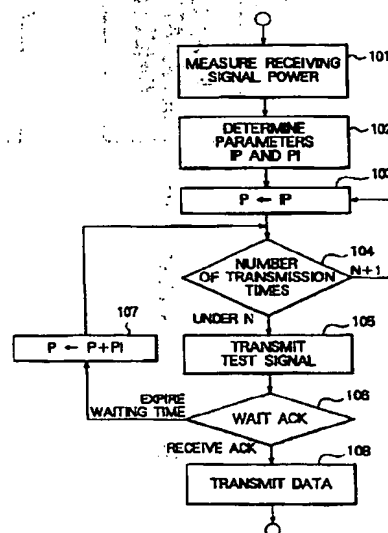 MEASURE RECEIVING
SIGNAL POWER
101
DETERMINE
PARAMETERS
IP AND PI
102
103
P ← IP
104
NUMBER
OF TRANSMISSION
TIMES
N+1
UNDER N
105
107
P ← P+PI
TRANSMIT
TEST SIGNAL
EXPIRE
WAITING TIME
106
WAIT ACK
RECEIVE ACK
108
TRANSMIT DATA